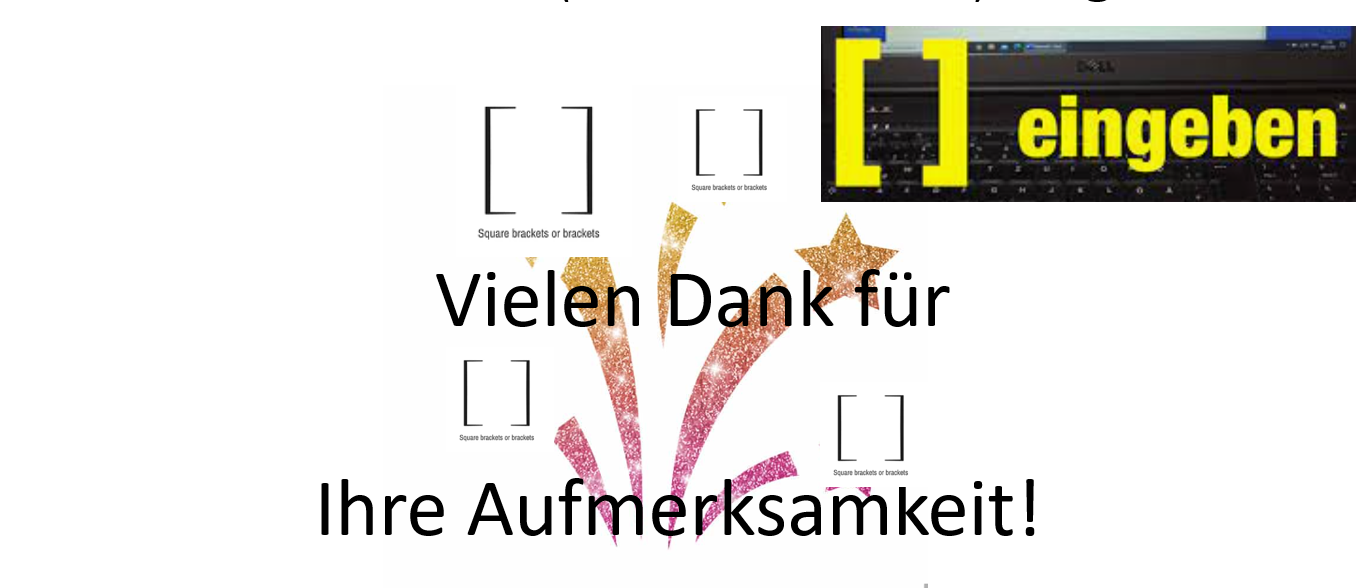 [ ] eingeben
DELL
[ ]
Square brackets or brackets
[ ]
Square brackets or brackets
Vielen Dank für
[ ]
Square brackets or brackets
[ ]
Square brackets or brackets
Ihre Aufmerksamkeit!